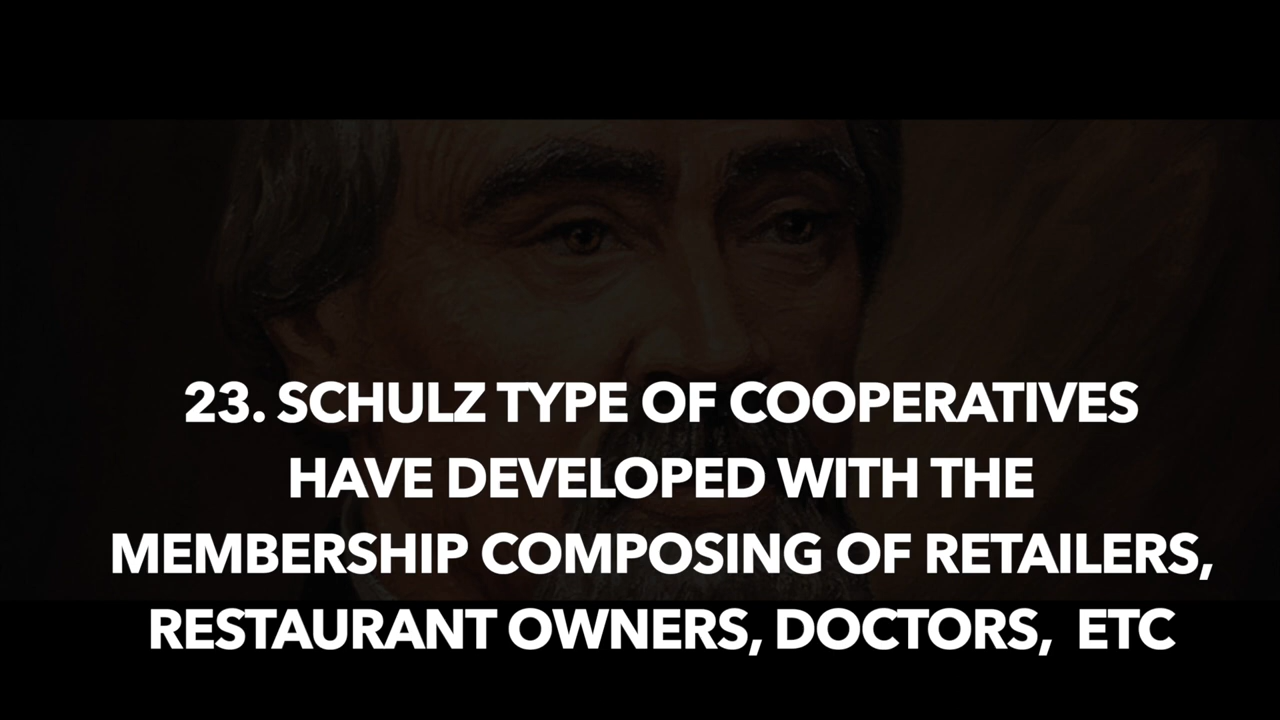 23. SCHULZ TYPE OF COOPERATIVES
HAVE DEVELOPED WITH THE
MEMBERSHIP COMPOSING OF RETAILERS,
RESTAURANT OWNERS, DOCTORS,  ETC